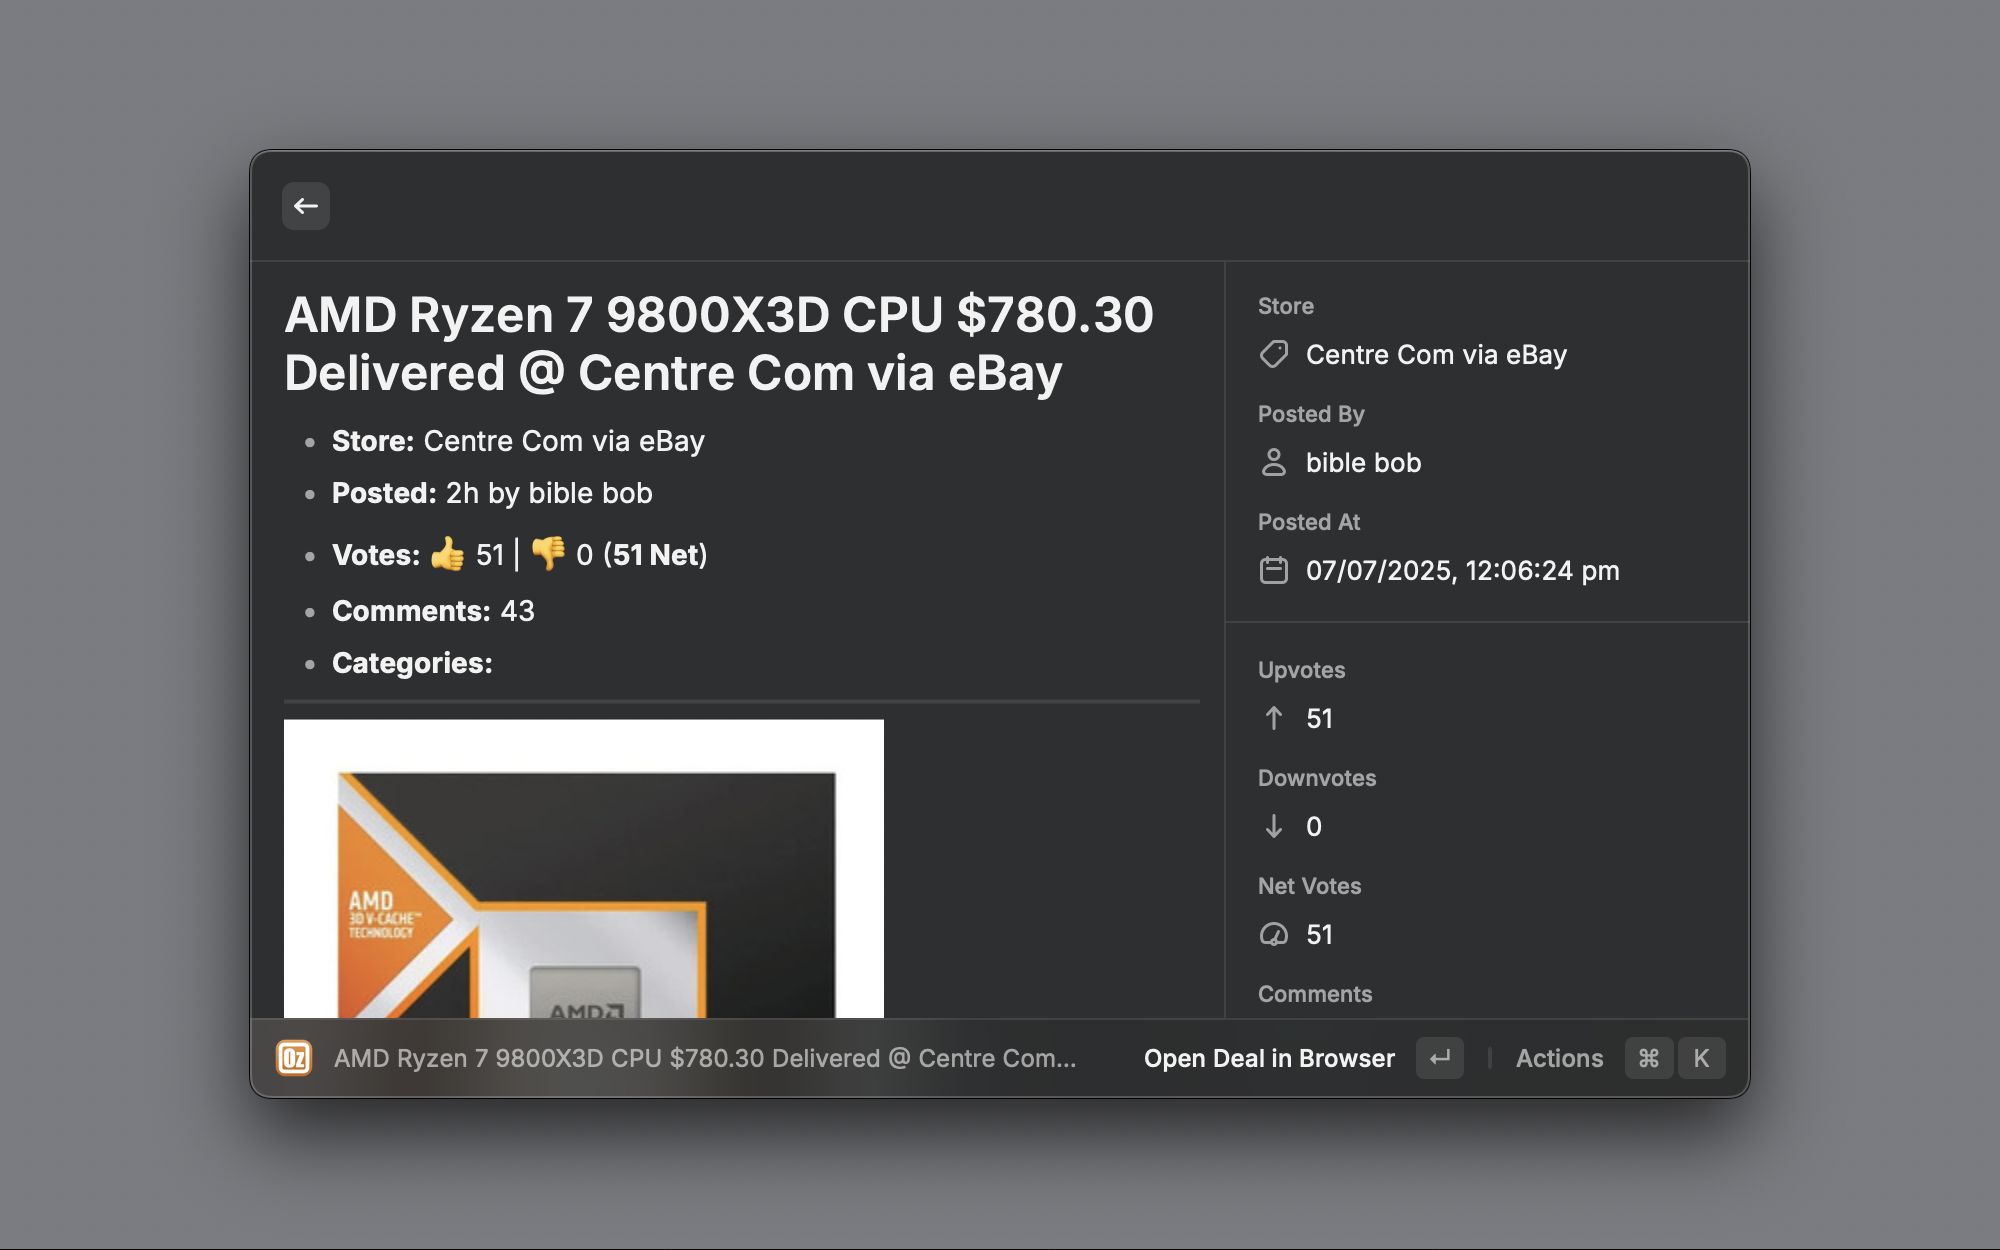 AMD Ryzen 7 9800X3D CPU $780.30
Delivered @ Centre Com via eBay
• Store: Centre Com via eBay
• Posted: 2h by bible bob
• Votes: 👍 51 | 👎 0 (51 Net)
• Comments: 43
• Categories:
AMD
3D V-CACHE™
TECHNOLOGY
AMD
Store
Centre Com via eBay
Posted By
bible bob
Posted At
07/07/2025, 12:06:24 pm
Upvotes
51
Downvotes
0
Net Votes
51
Comments
Oz AMD Ryzen 7 9800X3D CPU $780.30 Delivered @ Centre Com... Open Deal in Browser ↵ Actions ⌘ K